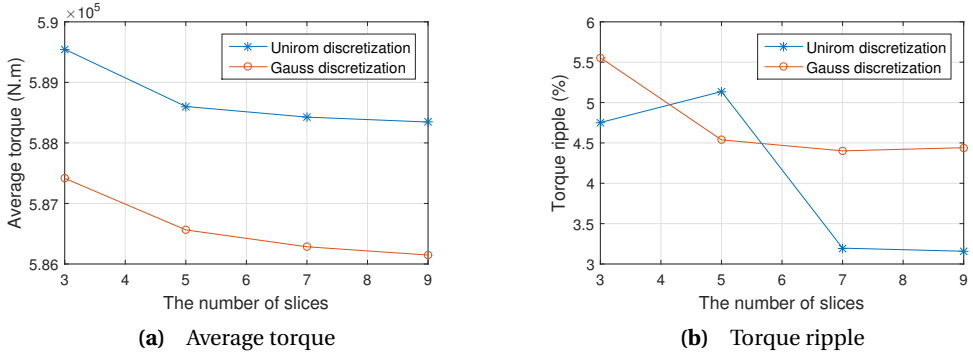 ×10⁵
5.9
5.89
5.88
5.87
5.86
3 4 5 6 7 8 9
Average torque (N.m)
The number of slices
Unirom discretization
Gauss discretization
(a) Average torque
6
5.5
5
4.5
4
3.5
3
3 4 5 6 7 8 9
Torque ripple (%)
The number of slices
Unirom discretization
Gauss discretization
(b) Torque ripple